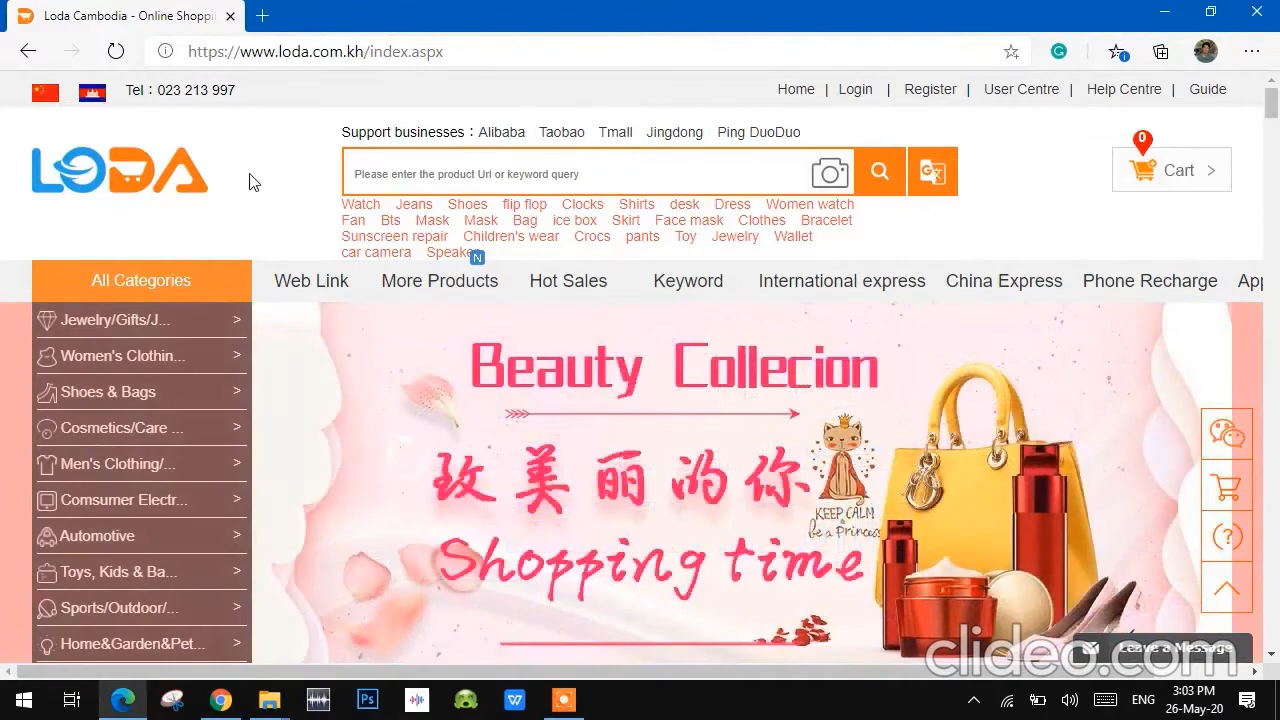 Loda Cambodia - Online Shoppi
https://www.loda.com.kh/index.aspx
Tel : 023 213 997
Home | Login | Register | User Centre | Help Centre | Guide
Support businesses : Alibaba Taobao Tmall Jingdong Ping DuoDuo
LODA
Please enter the product Url or keyword query
0
Cart >
Watch Jeans Shoes flip flop Clocks Shirts desk Dress Women watch
Fan Bts Mask Mask Bag ice box Skirt Face mask Clothes Bracelet
Sunscreen repair Children's wear Crocs pants Toy Jewelry Wallet
car camera Speaker
N
All Categories Web Link More Products Hot Sales Keyword International express China Express Phone Recharge App
Jewelry/Gifts/J... >
Women's Clothin... >
Shoes & Bags >
Cosmetics/Care ... >
Men's Clothing/... >
Comsumer Electr... >
Automotive >
Toys, Kids & Ba... >
Sports/Outdoor/... >
Home&Garden&Pet... >
Beauty Collecion
玫美丽的你
KEEP CALM
be a Princess
Shopping time
Leave a Message
clideo.com
ENG
3:03 PM
26-May-20